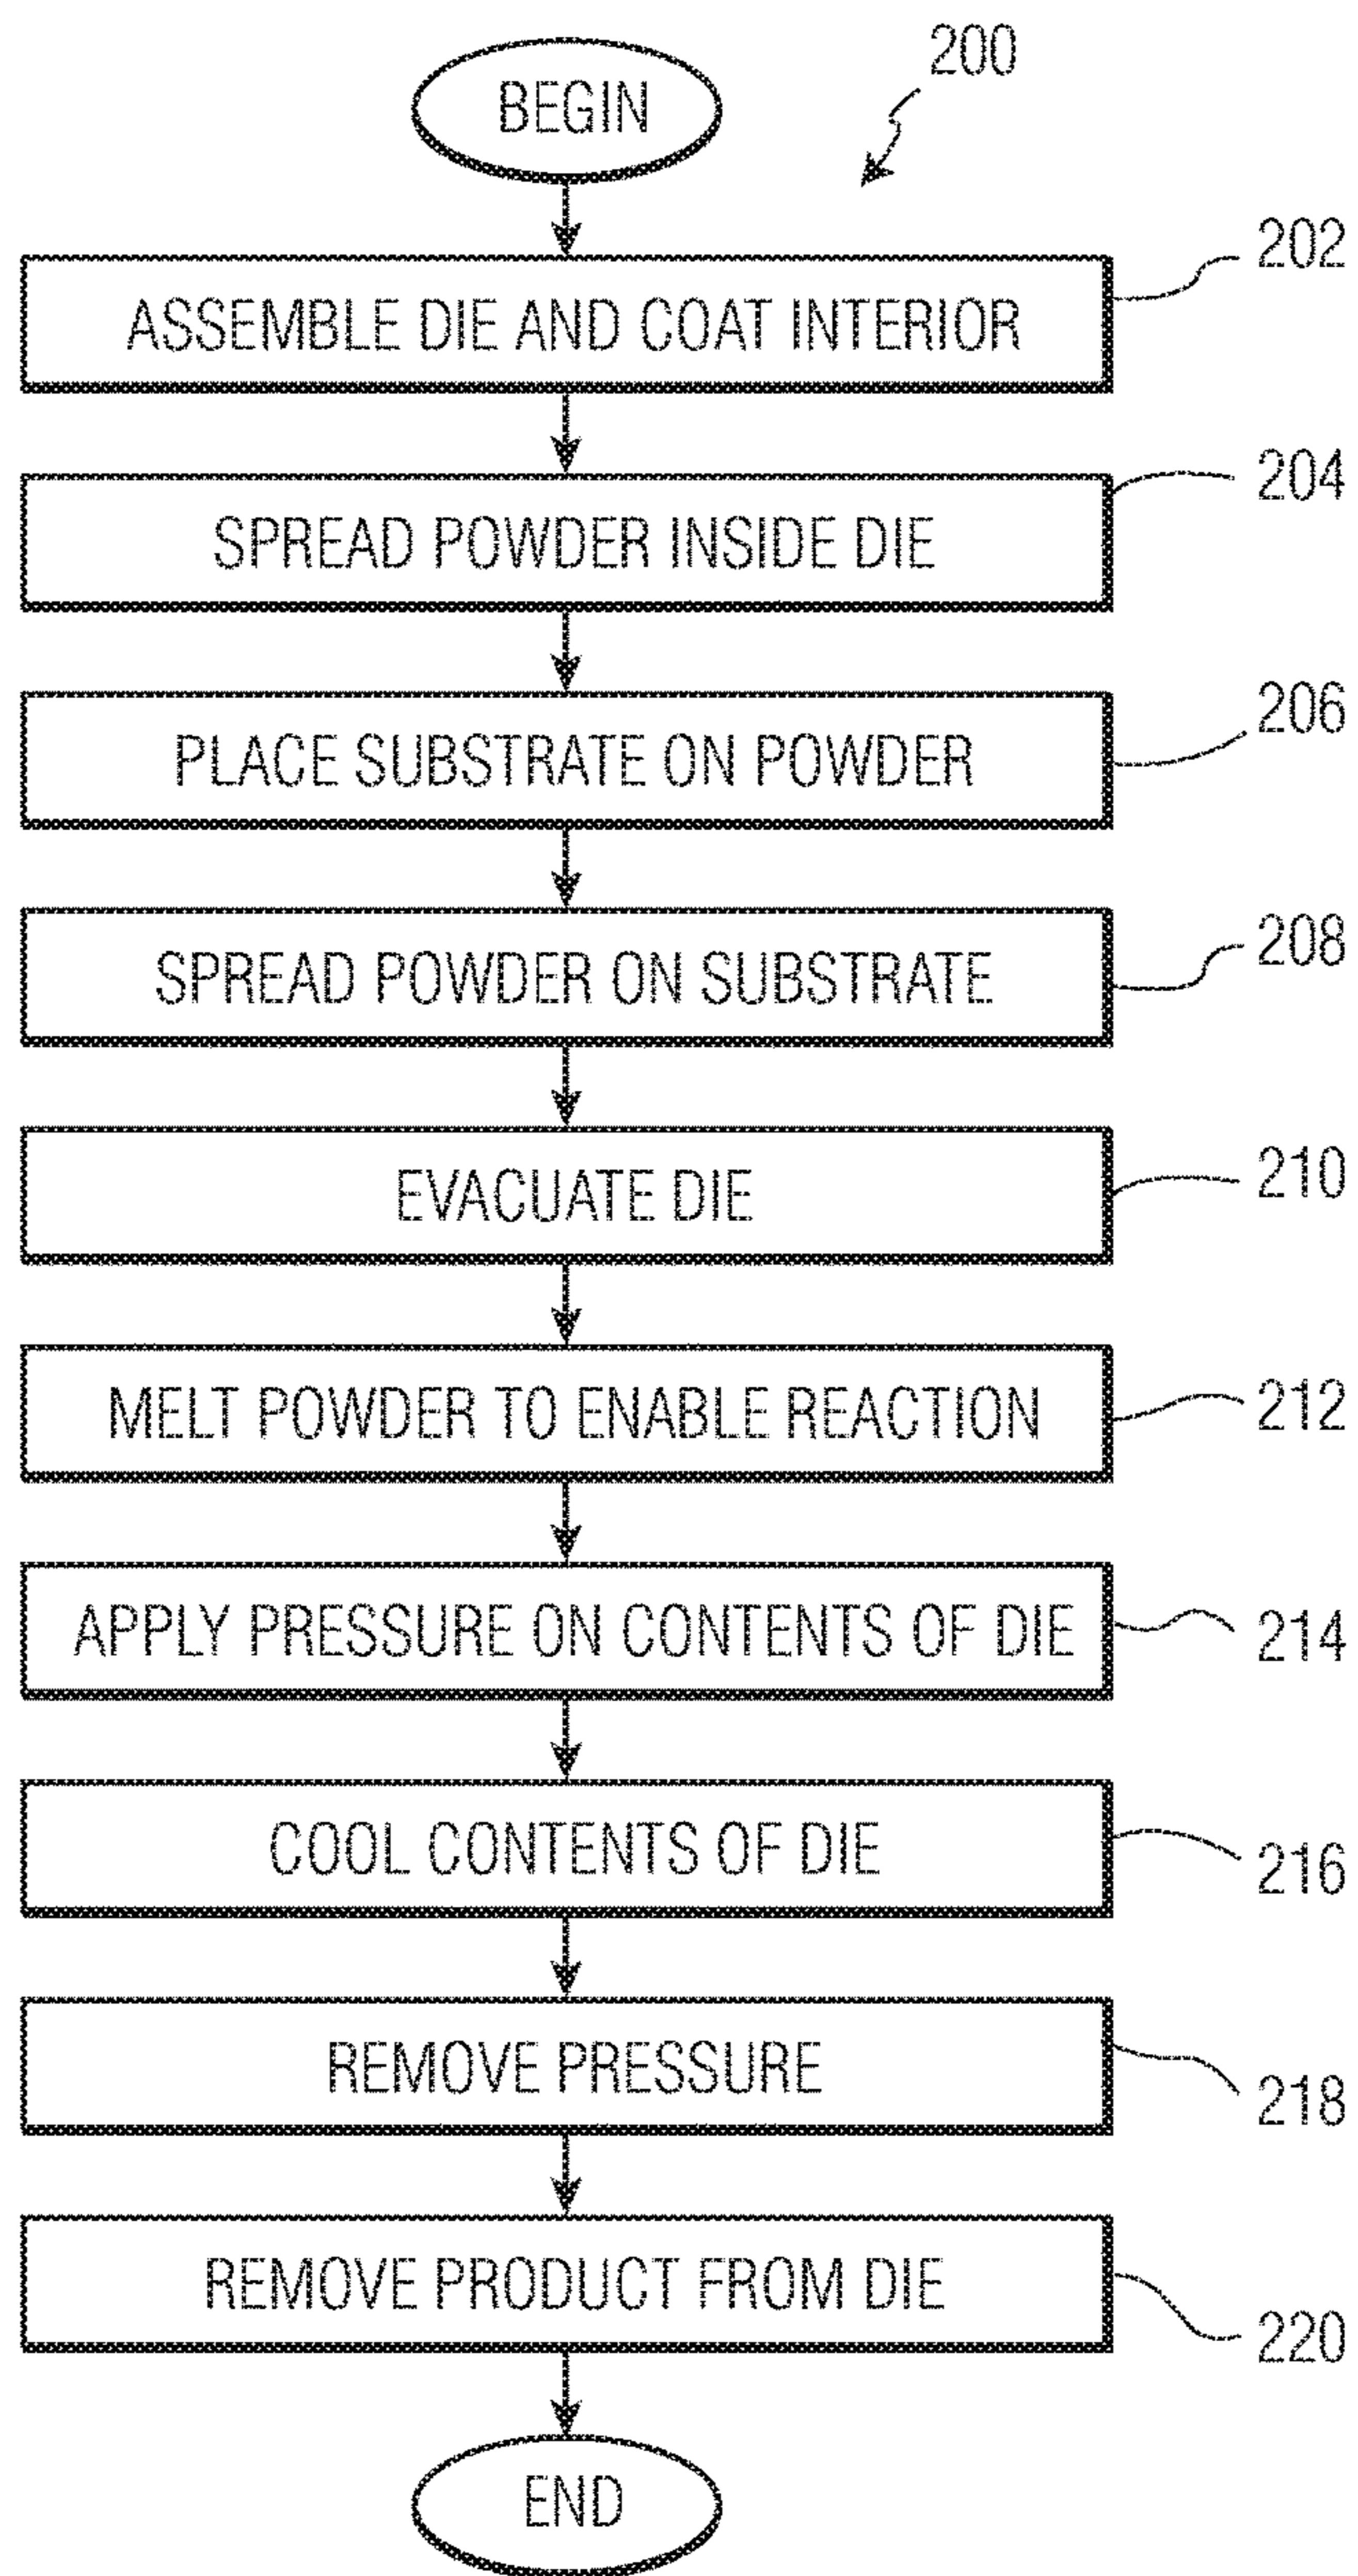 200
BEGIN
202
ASSEMBLE DIE AND COAT INTERIOR
204
SPREAD POWDER INSIDE DIE
206
PLACE SUBSTRATE ON POWDER
208
SPREAD POWDER ON SUBSTRATE
210
EVACUATE DIE
212
MELT POWDER TO ENABLE REACTION
214
APPLY PRESSURE ON CONTENTS OF DIE
216
COOL CONTENTS OF DIE
218
REMOVE PRESSURE
220
REMOVE PRODUCT FROM DIE
END